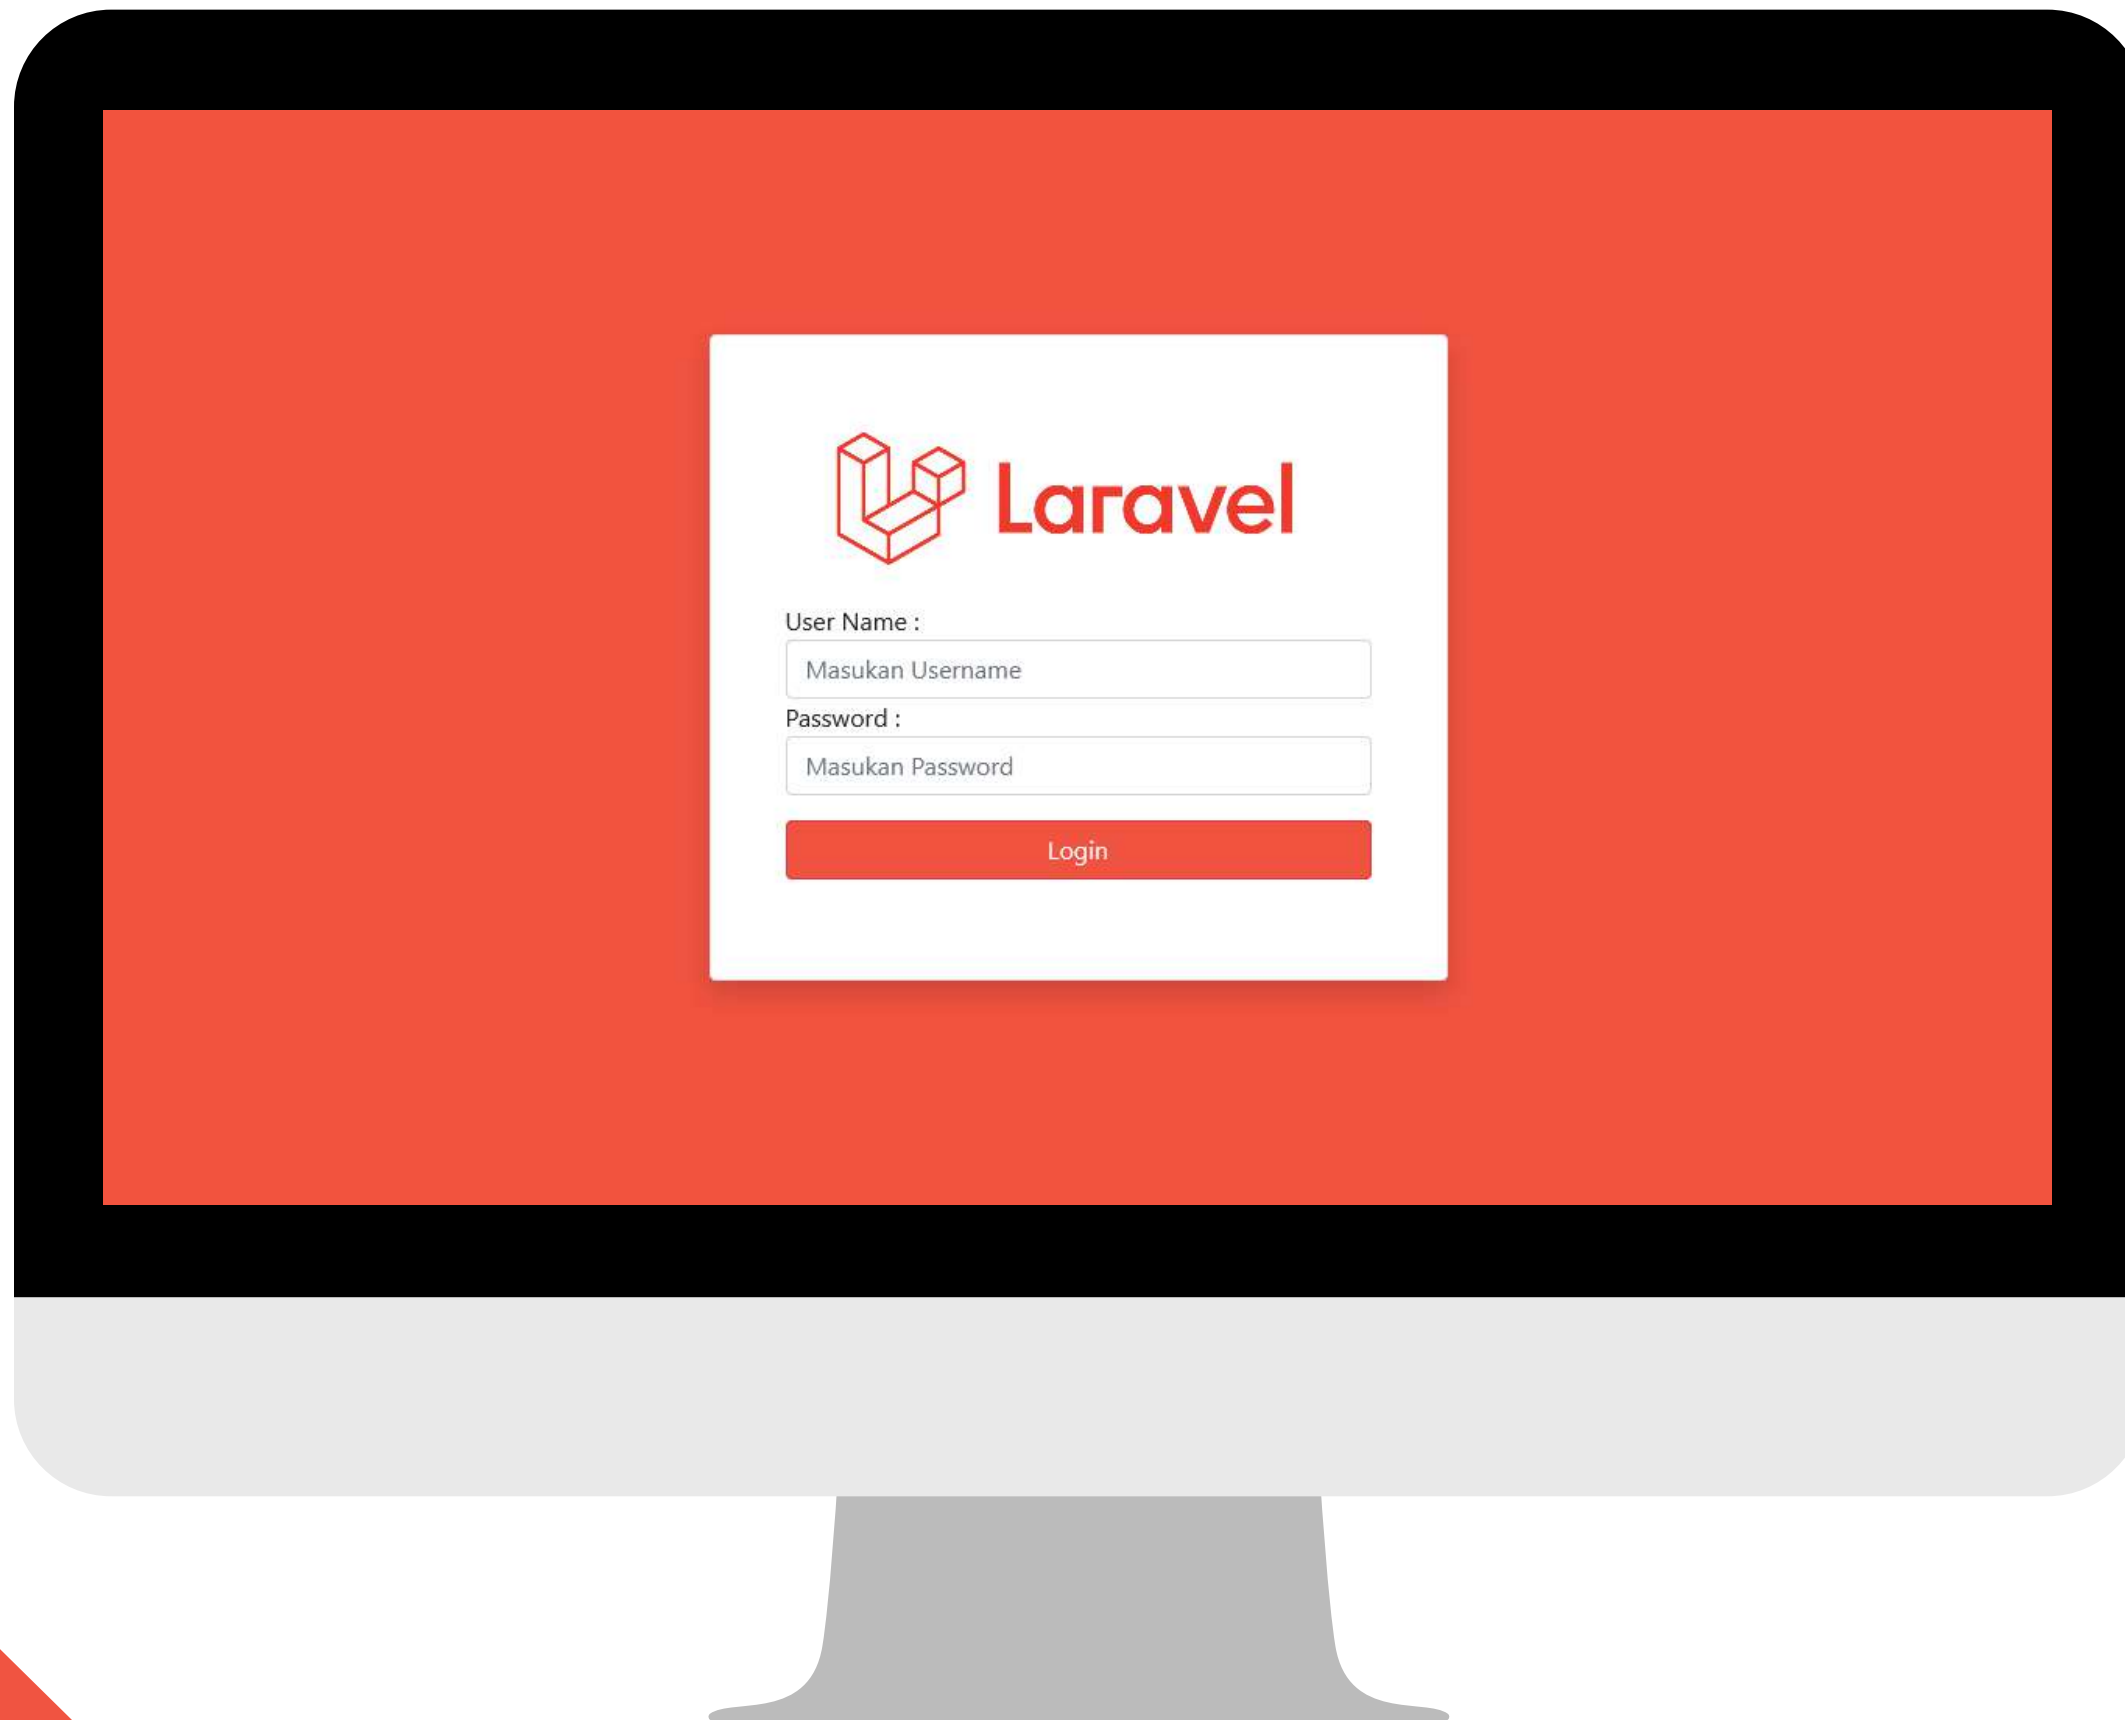 Laravel
User Name :
Masukan Username
Password :
Masukan Password
Login